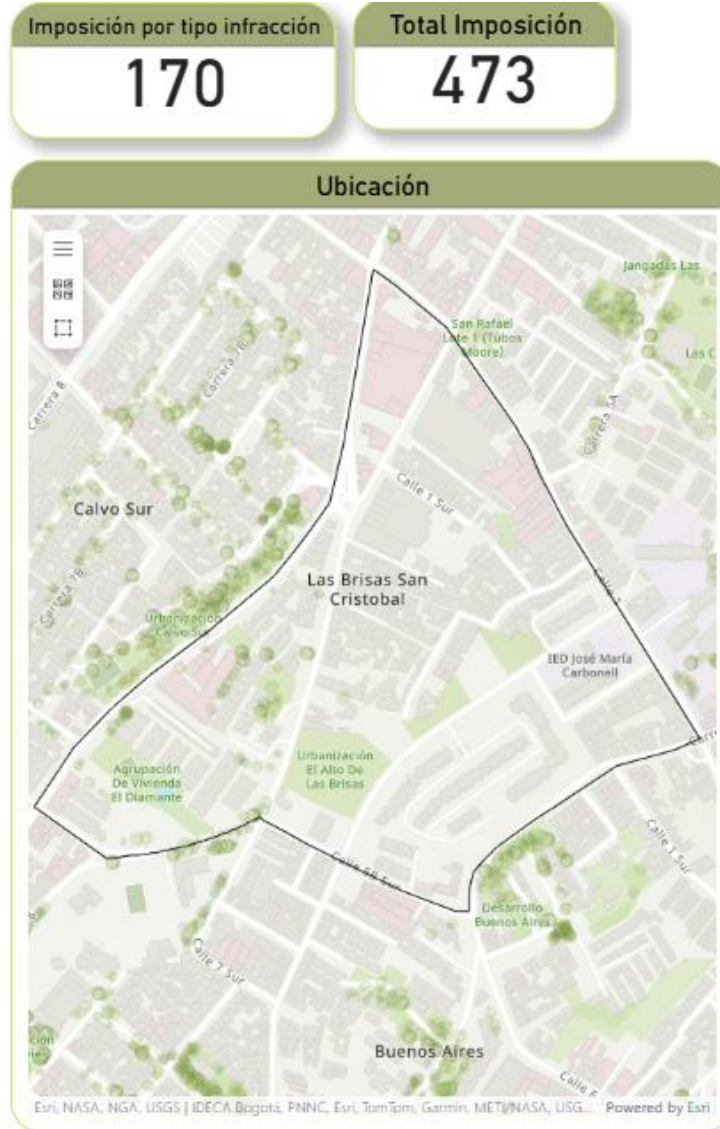 Imposición por tipo infracción
170
Total Imposición
473
Ubicación
Jangadas Las
San Rafael
Lote 1 (Tubos
Moore)
Las C
Carrera 7B
Carrera 8
Carrera 5A
Calle 1 Sur
Calvo Sur
Las Brisas San
Cristobal
Carrera 7B
Urbanización
Calvo Sur
IED José María
Carbonell
Urbanización
El Alto De
Las Brisas
Agrupación
De Vivienda
El Diamante
Calle 1 Sur
Calle 5B Sur
Desarrollo
Buenos Aires
Calle 7 Sur
Buenos Aires
Esri, NASA, NGA, USGS | IDECA Bogotá, PNNC, Esri, TomTom, Garmin, METI/NASA, USG...
Powered by Esri